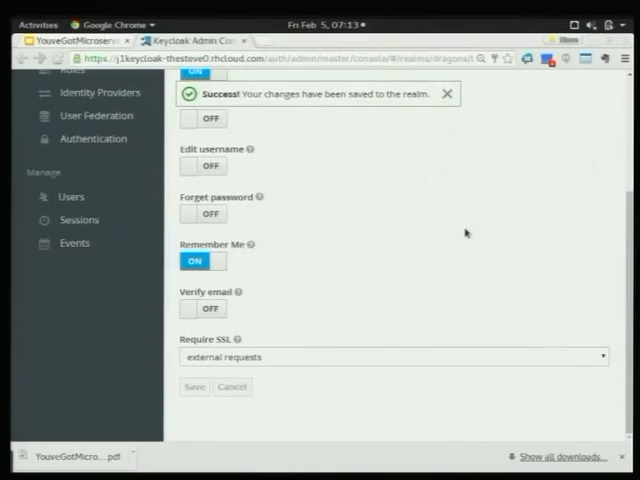 Activities Google Chrome Fri Feb 5, 07:13
YouveGotMicroserv × Keycloak Admin Con ×
https://j1keycloak-thesteve0.rhcloud.com/auth/admin/master/console/#/realms/dragons/
Roles
ON
Identity Providers
Success! Your changes have been saved to the realm.
User Federation
OFF
Authentication
Edit username
OFF
Manage
Users
Forget password
Sessions
OFF
Events
Remember Me
ON
Verify email
OFF
Require SSL
external requests
Save Cancel
YouveGotMicro....pdf
Show all downloads...